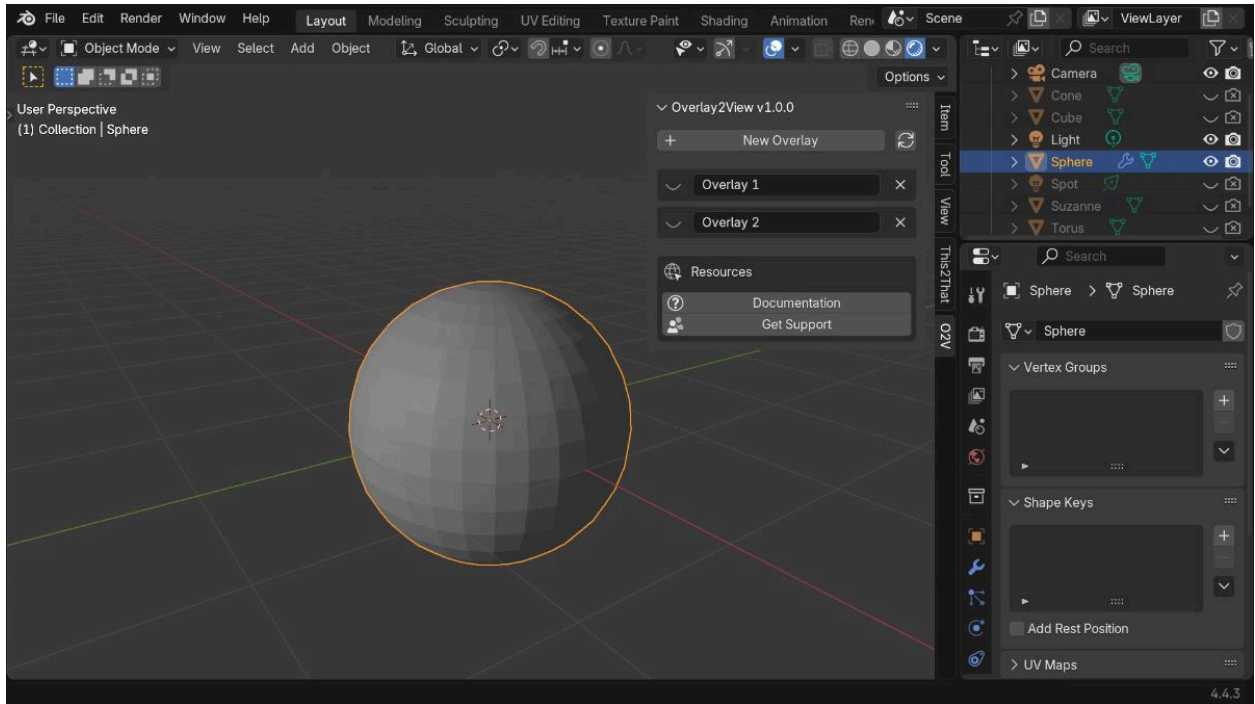 File Edit Render Window Help Layout Modeling Sculpting UV Editing Texture Paint Shading Animation Ren Scene ViewLayer
Object Mode View Select Add Object Global Search
Options
User Perspective
(1) Collection | Sphere
Overlay2View v1.0.0
New Overlay
Overlay 1
Overlay 2
Resources
Documentation
Get Support
Item
Tool
View
This2That
O2V
Camera
Cone
Cube
Light
Sphere
Spot
Suzanne
Torus
Search
Sphere > Sphere
Sphere
Vertex Groups
Shape Keys
Add Rest Position
UV Maps
4.4.3